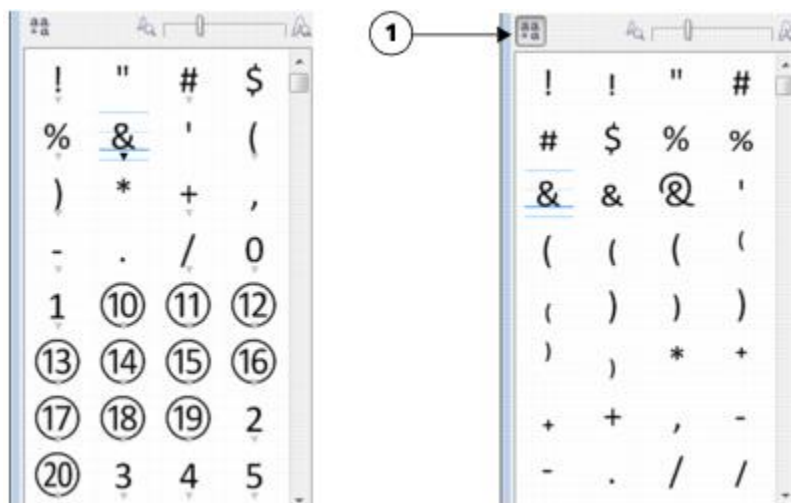 ! " # $
% & ' (
) * + ,
- . / 0
1 ⑩ ⑪ ⑫
⑬ ⑭ ⑮ ⑯
⑰ ⑱ ⑲ 2
⑳ 3 4 5
1
! ! " #
# $ % %
& & & '
( ( ( (
( ) ) )
) ) * +
+ + , -
- . / /